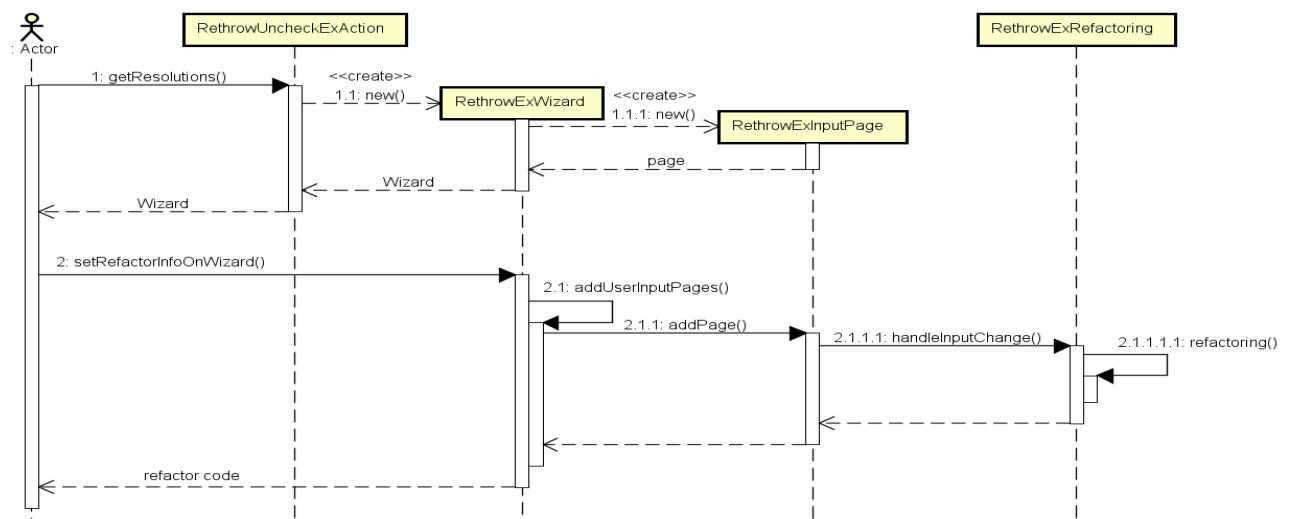 RethrowUncheckExAction
RethrowExRefactoring
: Actor
1: getResolutions()
<<create>>
1.1: new()
RethrowExWizard
<<create>>
1.1.1: new()
RethrowExInputPage
page
Wizard
Wizard
2: setRefactorInfoOnWizard()
2.1: addUserInputPages()
2.1.1: addPage()
2.1.1.1: handleInputChange()
2.1.1.1.1: refactoring()
refactor code